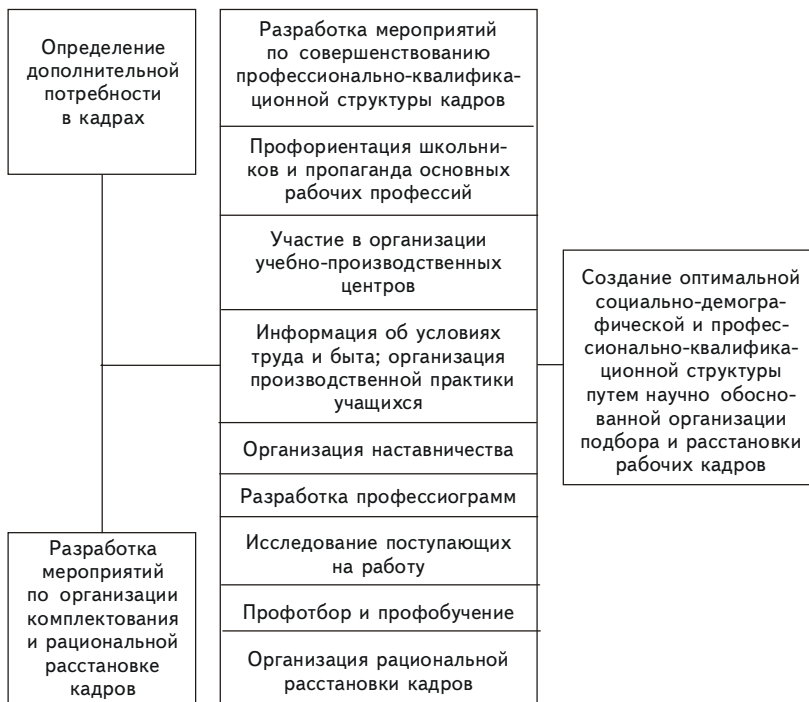 Определение
дополнительной
потребности
в кадрах
Разработка
мероприятий
по организации
комплектования
и рациональной
расстановке
кадров
Разработка мероприятий
по совершенствованию
профессионально-квалифика-
ционной структуры кадров
Профориентация школьни-
ков и пропаганда основных
рабочих профессий
Участие в организации
учебно-производственных
центров
Информация об условиях
труда и быта; организация
производственной практики
учащихся
Организация наставничества
Разработка профессиограмм
Исследование поступающих
на работу
Профотбор и профобучение
Организация рациональной
расстановки кадров
Создание оптимальной
социально-демогра-
фической и профес-
сионально-квалифика-
ционной структуры
путем научно обосно-
ванной организации
подбора и расстановки
рабочих кадров